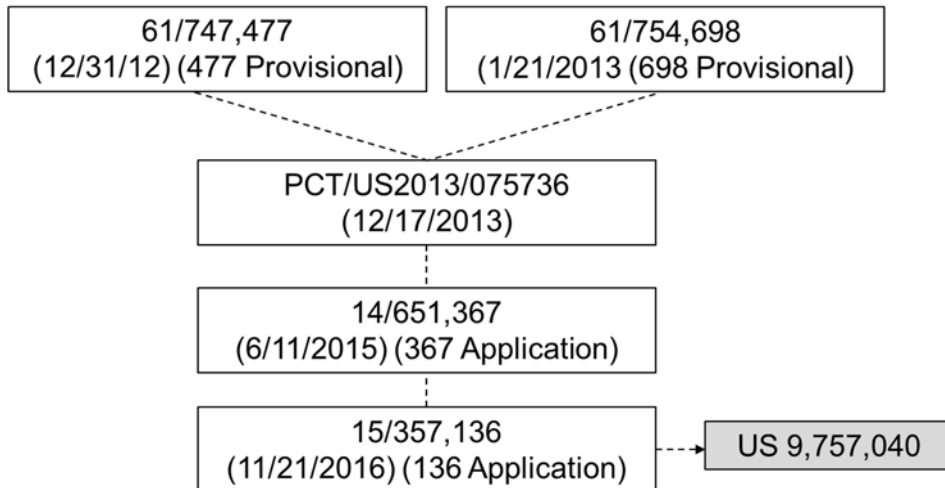 61/747,477
(12/31/12) (477 Provisional)
61/754,698
(1/21/2013 (698 Provisional)
PCT/US2013/075736
(12/17/2013)
14/651,367
(6/11/2015) (367 Application)
15/357,136
(11/21/2016) (136 Application)
US 9,757,040